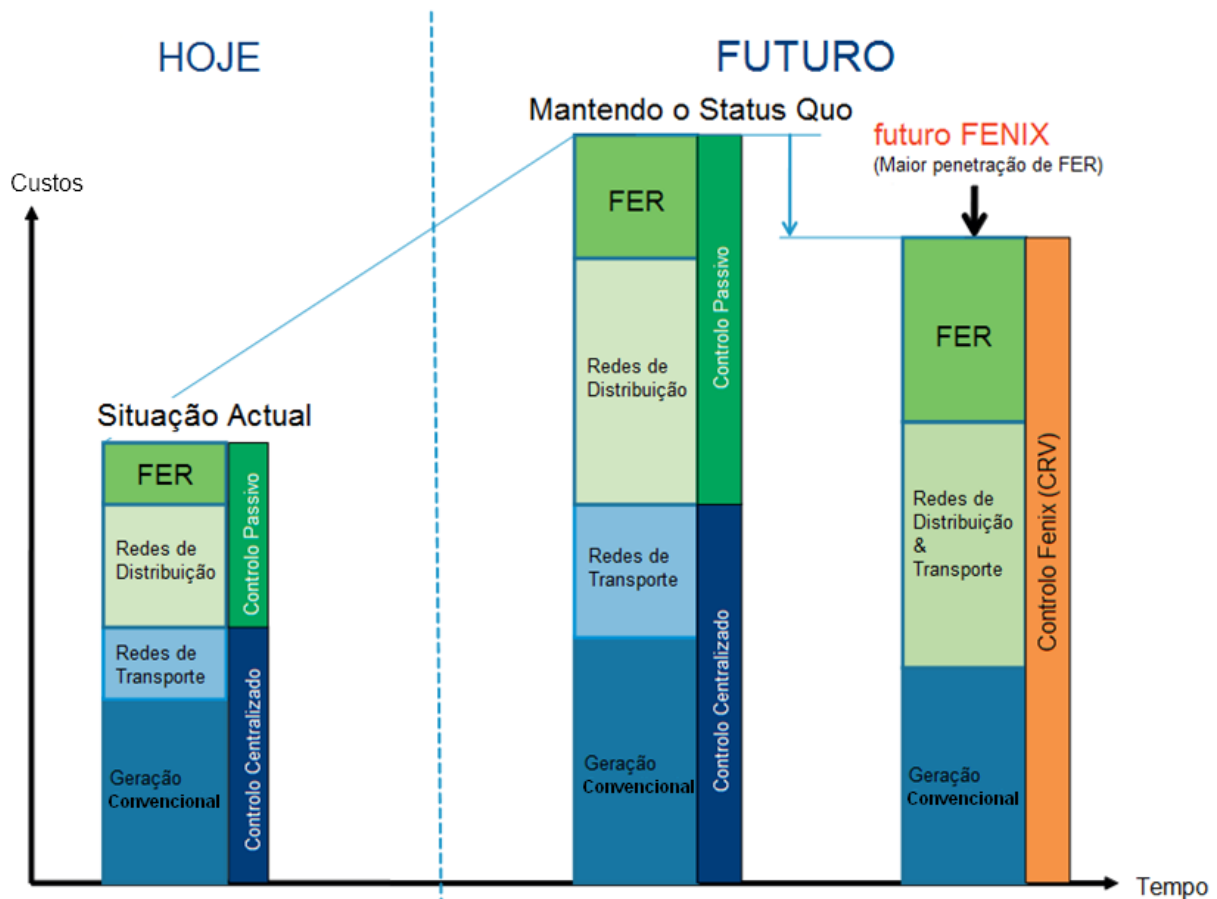 HOJE
FUTURO
Mantendo o Status Quo
futuro FENIX
(Maior penetração de FER)
Custos
Situação Actual
FER
Redes de
Distribuição
Redes de
Transporte
Geração
Convencional
Controlo Passivo
Controlo Centralizado
FER
Redes de
Distribuição
Redes de
Transporte
Geração
Convencional
Controlo Passivo
Controlo Centralizado
FER
Redes de
Distribuição
&
Transporte
Geração
Convencional
Controlo Fenix (CRV)
Tempo